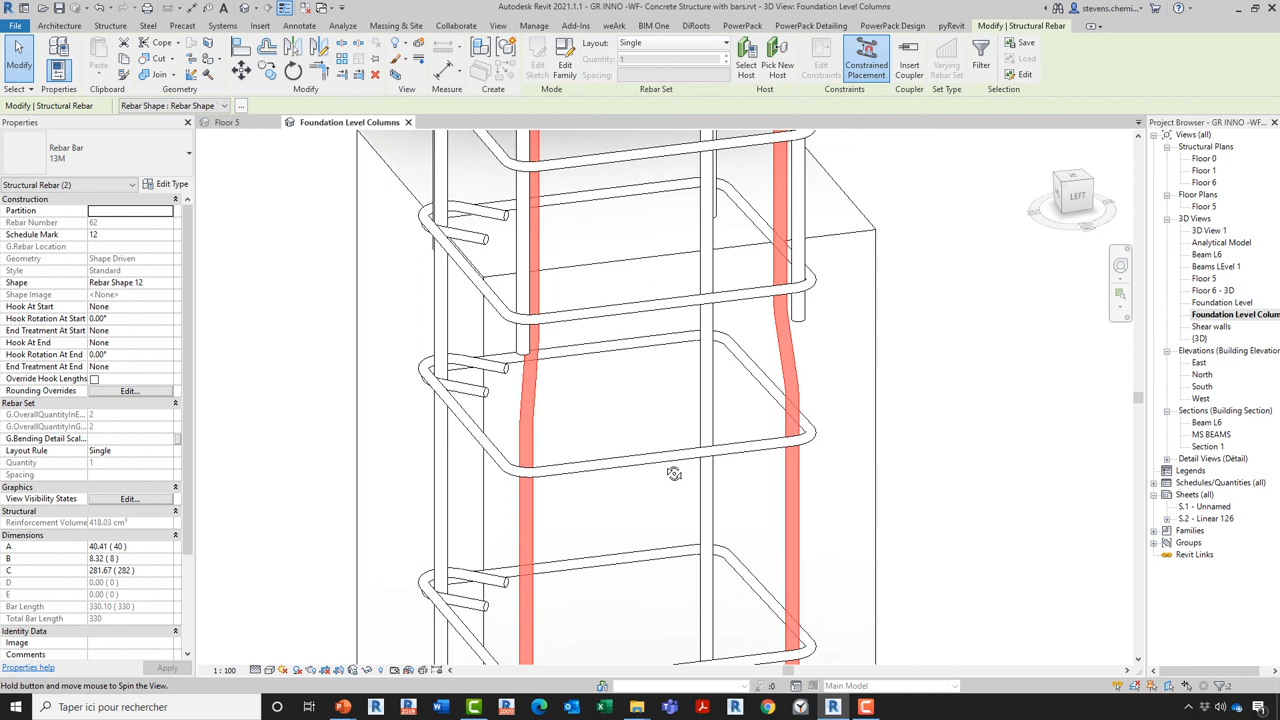 Autodesk Revit 2021.1.1 - GR INNO -WF- Concrete Structure with bars.rvt - 3D View: Foundation Level Columns
stevens.chemi...
File Architecture Structure Steel Precast Systems Insert Annotate Analyze Massing & Site Collaborate View Manage Add-Ins weArk BIM One DiRoots PowerPack PowerPack Detailing PowerPack Design pyRevit Modify | Structural Rebar
Modify
Properties
Paste
Cope
Cut
Join
Layout: Single
Quantity: 1
Spacing:
Edit Sketch
Edit Family
Select Host
Pick New Host
Edit Constraints
Constrained Placement
Insert Coupler
Varying Rebar Set
Filter
Save
Load
Edit
Select Properties Clipboard Geometry Modify View Measure Create Mode Rebar Set Host Constraints Coupler Set Type Selection
Modify | Structural Rebar Rebar Shape : Rebar Shape ...
Properties
Floor 5
Foundation Level Columns
Rebar Bar
13M
Structural Rebar (2) Edit Type
Construction
Partition
Rebar Number 62
Schedule Mark 12
G.Rebar Location
Geometry Shape Driven
Style Standard
Shape Rebar Shape 12
Shape Image <None>
Hook At Start None
Hook Rotation At Start 0.00°
End Treatment At Start None
Hook At End None
Hook Rotation At End 0.00°
End Treatment At End None
Override Hook Lengths
Rounding Overrides Edit...
Rebar Set
G.OverallQuantityInE... 2
G.OverallQuantityInG... 2
G.Bending Detail Scal...
Layout Rule Single
Quantity 1
Spacing
Graphics
View Visibility States Edit...
Structural
Reinforcement Volume 418.03 cm³
Dimensions
A 40.41 ( 40 )
B 8.32 ( 8 )
C 281.67 ( 282 )
D 0.00 ( 0 )
E 0.00 ( 0 )
Bar Length 330.10 ( 330 )
Total Bar Length 330
Identity Data
Image
Comments
Properties help
Apply
LEFT
Project Browser -
GR INNO -WF...
Views (all)
Structural Plans
Floor 0
Floor 1
Floor 6
Floor Plans
Floor 5
3D Views
3D View 1
Analytical Model
Beam L6
Beams LEvel 1
Floor 5
Floor 6 - 3D
Foundation Level
Foundation Level Colum
Shear walls
{3D}
Elevations (Building Elevation
East
North
South
West
Sections (Building Section)
Beam L6
MS BEAMS
Section 1
Detail Views (Détail)
Legends
Schedules/Quantities (all)
Sheets (all)
S.1 - Unnamed
S.2 - Linear 126
Families
Groups
Revit Links
1 : 100
Hold button and move mouse to Spin the View.
:0
Main Model
:2
Taper ici pour rechercher